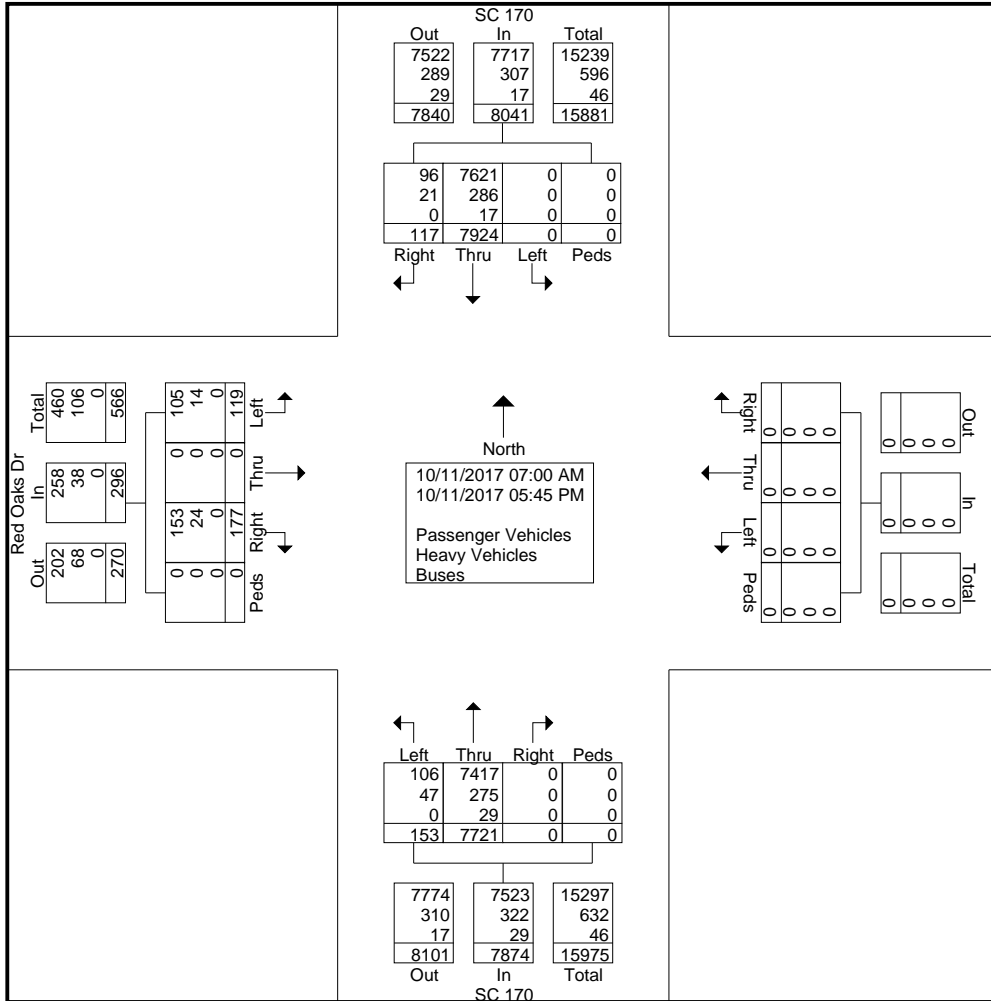 SC 170
Out In Total
7522 7717 15239
289 307 596
29 17 46
7840 8041 15881
96 7621 0 0
21 286 0 0
0 17 0 0
117 7924 0 0
Right Thru Left Peds
Red Oaks Dr
Total
460
106
0
566
In
258
38
0
296
Out
202
68
0
270
105
14
0
119
Left
0
0
0
0
Thru
153
24
0
177
Right
0
0
0
0
Peds
North
10/11/2017 07:00 AM
10/11/2017 05:45 PM
Passenger Vehicles
Heavy Vehicles
Buses
Right
0
0
0
0
Thru
0
0
0
0
Left
0
0
0
0
Peds
0
0
0
0
Out
0
0
0
0
In
0
0
0
0
Total
0
0
0
0
Left Thru Right Peds
106 7417 0 0
47 275 0 0
0 29 0 0
153 7721 0 0
7774 7523 15297
310 322 632
17 29 46
8101 7874 15975
Out In Total
SC 170